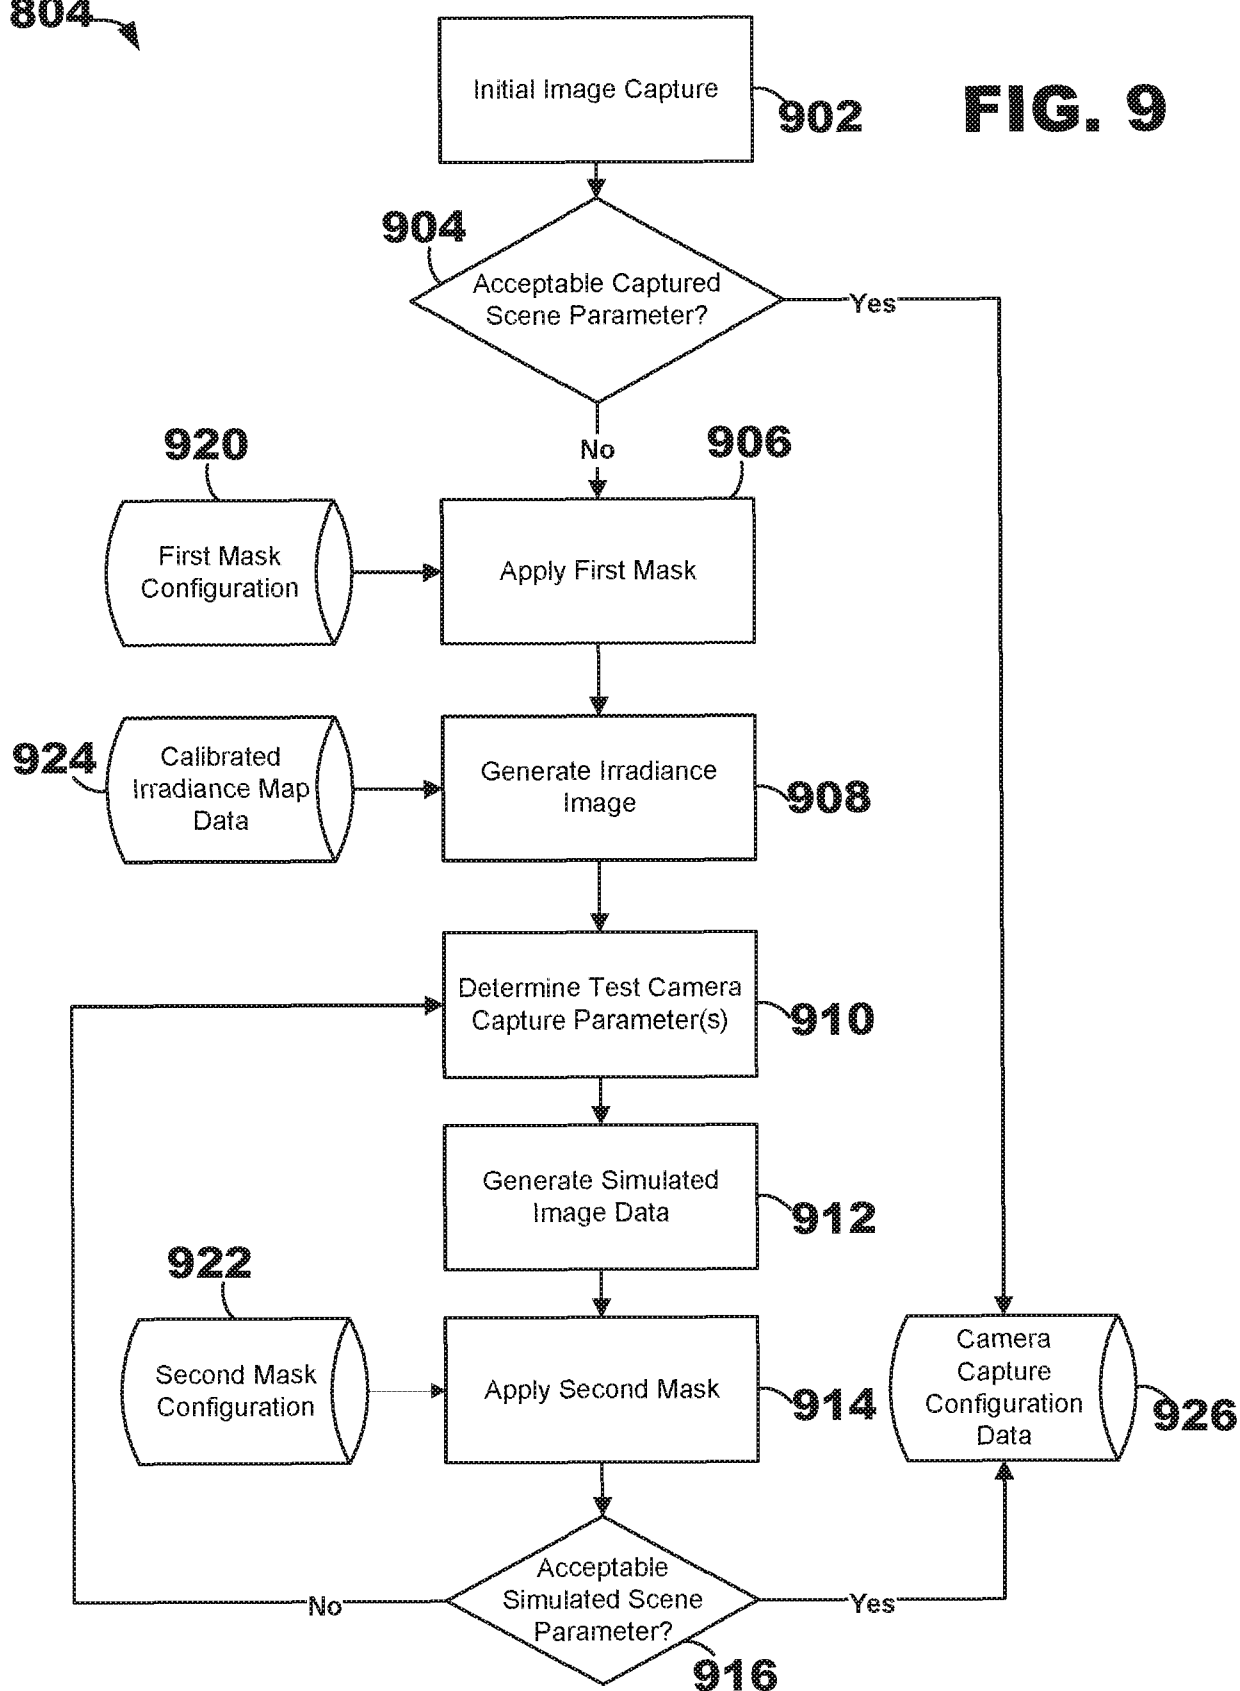 804
Initial Image Capture
902
FIG. 9
904
Acceptable Captured
Scene Parameter?
Yes
No
920
906
First Mask
Configuration
Apply First Mask
924
Calibrated
Irradiance Map
Data
Generate Irradiance
Image
908
Determine Test Camera
Capture Parameter(s)
910
Generate Simulated
Image Data
912
922
Second Mask
Configuration
Apply Second Mask
914
Camera
Capture
Configuration
Data
926
Acceptable
Simulated Scene
Parameter?
No
Yes
916